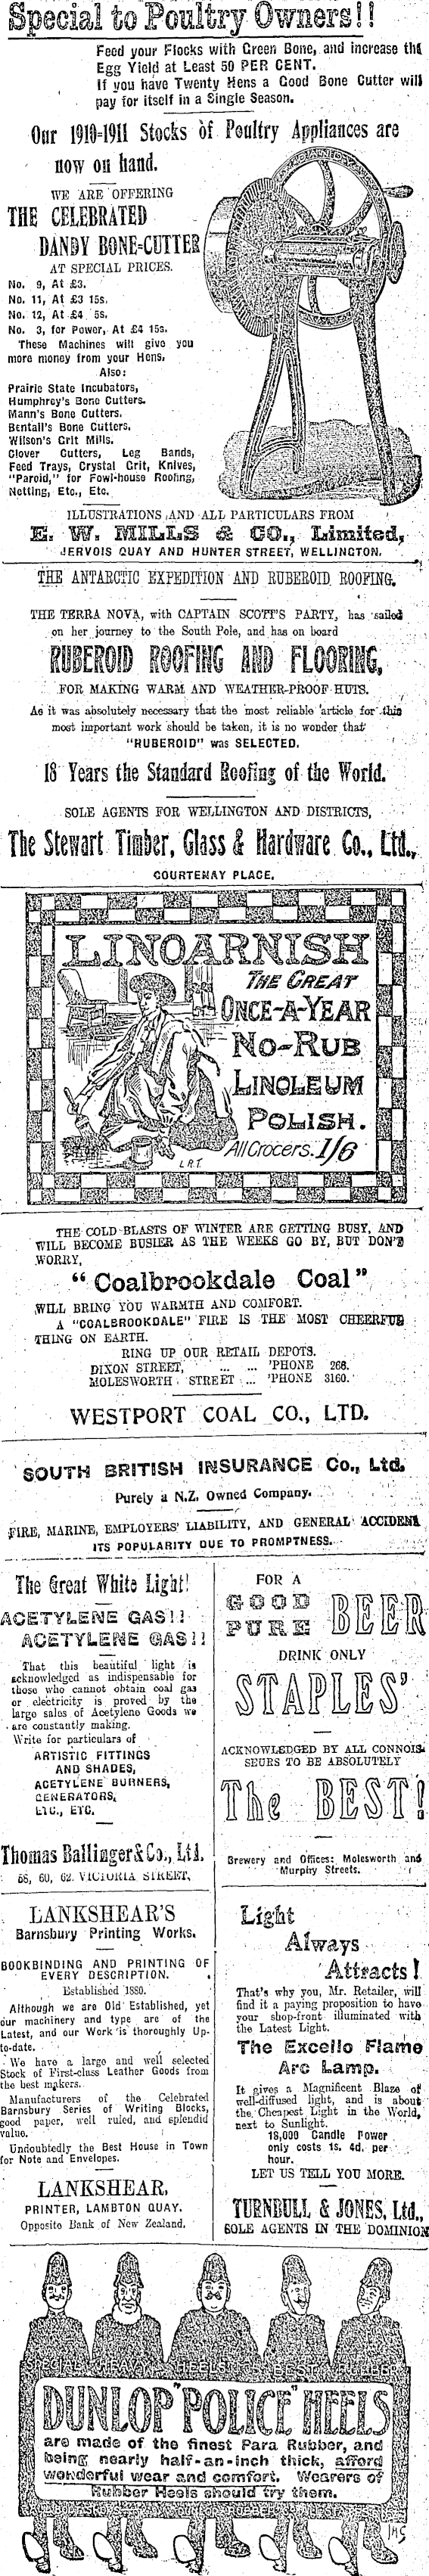 Special to Poultry Owners!!
Feed your Flocks with Green Bone, and increase the
Egg Yield at Least 50 PER CENT.
If you have Twenty Hens a Good Bone Cutter will
pay for itself in a Single Season.
Our 1910-1911 Stocks of Poultry Appliances are
now on hand.
WE ARE OFFERING
THE CELEBRATED
DANDY BONE-CUTTER
AT SPECIAL PRICES.
No. 9, At £3.
No. 11, At £3 15s.
No. 12, At £4 5s.
No. 3, for Power, At £4 15s.
These Machines will give you
more money from your Hens.
Also:
Prairie State Incubators,
Humphrey's Bone Cutters.
Mann's Bone Cutters.
Bentall's Bone Cutters.
Wilson's Grit Mills.
Clover Cutters, Leg Bands,
Feed Trays, Crystal Grit, Knives,
"Paroid," for Fowl-house Roofing,
Netting, Etc., Etc.
ILLUSTRATIONS AND ALL PARTICULARS FROM
E. W. MILLS & CO., Limited,
JERVOIS QUAY AND HUNTER STREET, WELLINGTON.
THE ANTARCTIC EXPEDITION AND RUBEROID ROOFING.
THE TERRA NOVA, with CAPTAIN SCOTT'S PARTY, has sailed
on her journey to the South Pole, and has on board
RUBEROID ROOFING AND FLOORING,
FOR MAKING WARM AND WEATHER-PROOF HUTS.
As it was absolutely necessary that the most reliable article for this
most important work should be taken, it is no wonder that
"RUBEROID" was SELECTED.
18 Years the Standard Roofing of the World.
SOLE AGENTS FOR WELLINGTON AND DISTRICTS,
The Stewart Timber, Glass & Hardware Co., Ltd.,
COURTENAY PLACE.
LINOARNISH
THE GREAT
ONCE-A-YEAR
NO-RUB
LINOLEUM
POLISH.
All Grocers. 1/6
L.R.T.
THE COLD BLASTS OF WINTER ARE GETTING BUSY, AND
WILL BECOME BUSIER AS THE WEEKS GO BY, BUT DON'T
WORRY,
"Coalbrookdale Coal"
WILL BRING YOU WARMTH AND COMFORT.
A "COALBROOKDALE" FIRE IS THE MOST CHEERFUL
THING ON EARTH.
RING UP OUR RETAIL DEPOTS.
DIXON STREET, ... ... 'PHONE 266.
MOLESWORTH STREET ... 'PHONE 3160.
WESTPORT COAL CO., LTD.
SOUTH BRITISH INSURANCE Co., Ltd.
Purely a N.Z. Owned Company.
FIRE, MARINE, EMPLOYERS' LIABILITY, AND GENERAL ACCIDENT
ITS POPULARITY DUE TO PROMPTNESS.
The Great White Light!
ACETYLENE GAS!!
ACETYLENE GAS!!
That this beautiful light is
acknowledged as indispensable for
those who cannot obtain coal gas
or electricity is proved by the
large sales of Acetylene Goods we
are constantly making.
Write for particulars of
ARTISTIC FITTINGS
AND SHADES,
ACETYLENE BURNERS,
GENERATORS,
ETC., ETC.
Thomas Ballinger & Co., Ltd.
58, 60, 62, VICTORIA STREET,
FOR A
GOOD
PURE BEER
DRINK ONLY
STAPLES'
ACKNOWLEDGED BY ALL CONNOIS-
SEURS TO BE ABSOLUTELY
The BEST!
Brewery and Offices: Molesworth and
Murphy Streets.
LANKSHEAR'S
Barnsbury Printing Works.
BOOKBINDING AND PRINTING OF
EVERY DESCRIPTION.
Established 1880.
Although we are Old Established, yet
our machinery and type are of the
Latest, and our Work is thoroughly Up-
to-date.
We have a large and well selected
Stock of First-class Leather Goods from
the best makers.
Manufacturers of the Celebrated
Barnsbury Series of Writing Blocks,
good paper, well ruled, and splendid
value.
Undoubtedly the Best House in Town
for Note and Envelopes.
LANKSHEAR,
PRINTER, LAMBTON QUAY.
Opposite Bank of New Zealand.
Light
Always
Attracts!
That's why you, Mr. Retailer, will
find it a paying proposition to have
your shop-front illuminated with
the Latest Light.
The Excello Flame
Arc Lamp.
It gives a Magnificent Blaze of
well-diffused light, and is about
the Cheapest Light in the World,
next to Sunlight.
18,000 Candle Power
only costs 1s. 4d. per
hour.
LET US TELL YOU MORE.
TURNBULL & JONES, Ltd.,
SOLE AGENTS IN THE DOMINION
DUNLOP "POLICE" HEELS
are made of the finest Para Rubber, and
being nearly half-an-inch thick, afford
wonderful wear and comfort. Wearers of
Rubber Heels should try them.